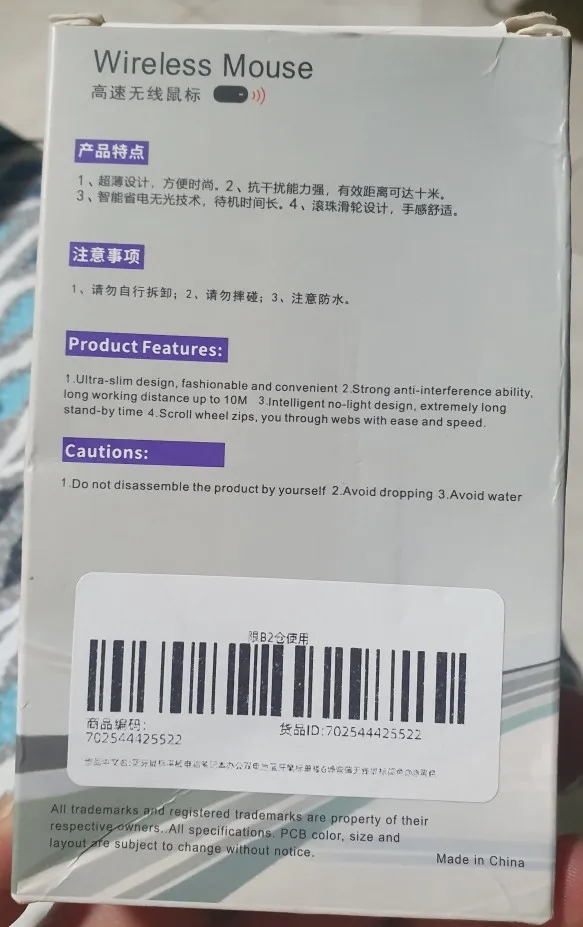 Wireless Mouse
高速无线鼠标
产品特点
1、超薄设计，方便时尚。2、抗干扰能力强，有效距离可达十米。
3、智能省电无光技术，待机时间长。4、滚珠滑轮设计，手感舒适。
注意事项
1、请勿自行拆卸；2、请勿摔碰；3、注意防水。
Product Features:
1.Ultra-slim design, fashionable and convenient 2.Strong anti-interference ability,
long working distance up to 10M 3.Intelligent no-light design, extremely long
stand-by time 4.Scroll wheel zips, you through webs with ease and speed.
Cautions:
1.Do not disassemble the product by yourself 2.Avoid dropping 3.Avoid water
限B2仓使用
商品编码: 货品ID:702544425522
702544425522
All trademarks and registered trademarks are property of their
respective owners..All specifications. PCB color, size and
layout are subject to change without notice.
Made in China